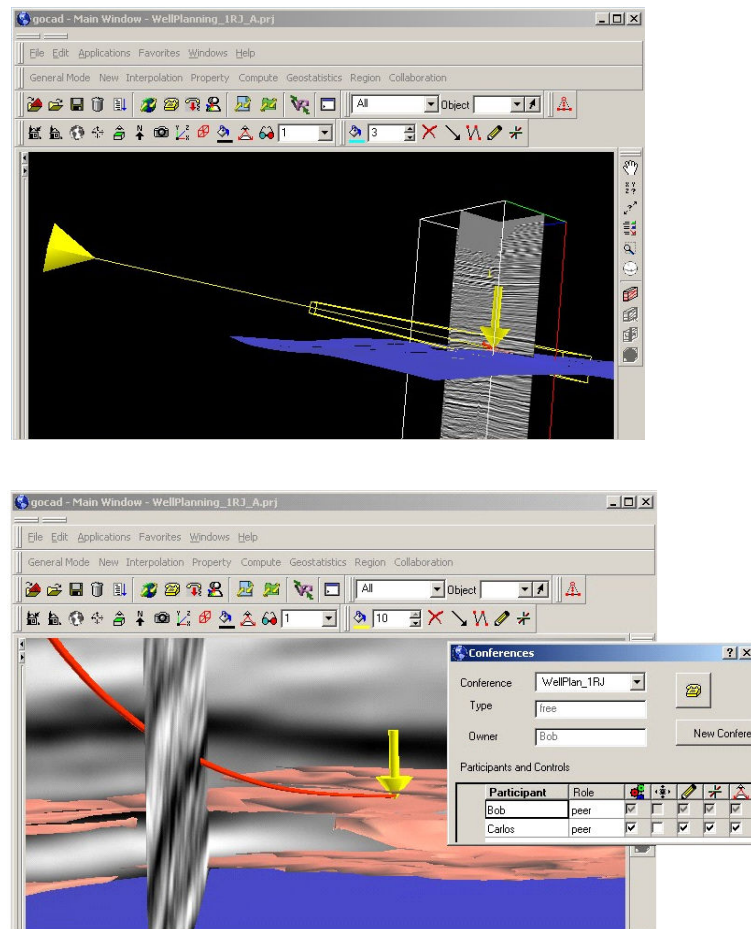 gocad - Main Window - WellPlanning_1RJ_A.prj
File Edit Applications Favorites Windows Help
General Mode New Interpolation Property Compute Geostatistics Region Collaboration
All Object
1 3
gocad - Main Window - WellPlanning_1RJ_A.prj
File Edit Applications Favorites Windows Help
General Mode New Interpolation Property Compute Geostatistics Region Collaboration
All Object
1 10
Conferences
Conference WellPlan_1RJ
Type free
Owner Bob New Confere
Participants and Controls
Participant Role
Bob peer
Carlos peer